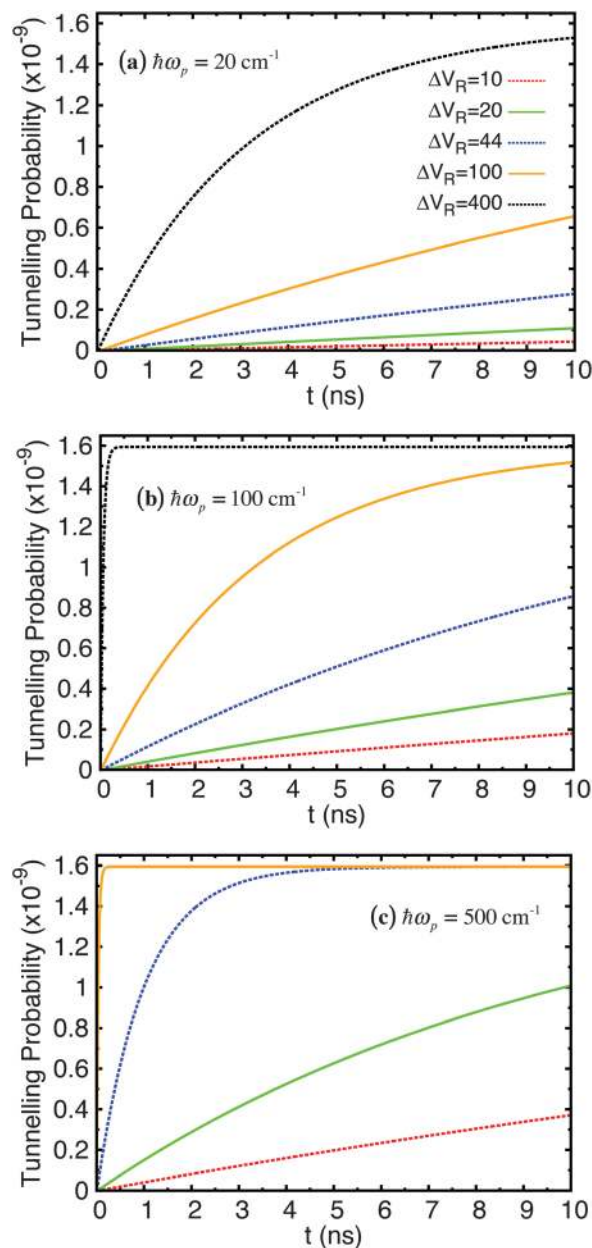 1.6
1.4
1.2
1
0.8
0.6
0.4
0.2
0
Tunnelling Probability (x10⁻⁹)
(a) ħωₚ = 20 cm⁻¹
ΔV_R=10
ΔV_R=20
ΔV_R=44
ΔV_R=100
ΔV_R=400
0 1 2 3 4 5 6 7 8 9 10
t (ns)
1.6
1.4
1.2
1
0.8
0.6
0.4
0.2
0
Tunnelling Probability (x10⁻⁹)
(b) ħωₚ = 100 cm⁻¹
0 1 2 3 4 5 6 7 8 9 10
t (ns)
1.6
1.4
1.2
1
0.8
0.6
0.4
0.2
0
Tunnelling Probability (x10⁻⁹)
(c) ħωₚ = 500 cm⁻¹
0 1 2 3 4 5 6 7 8 9 10
t (ns)